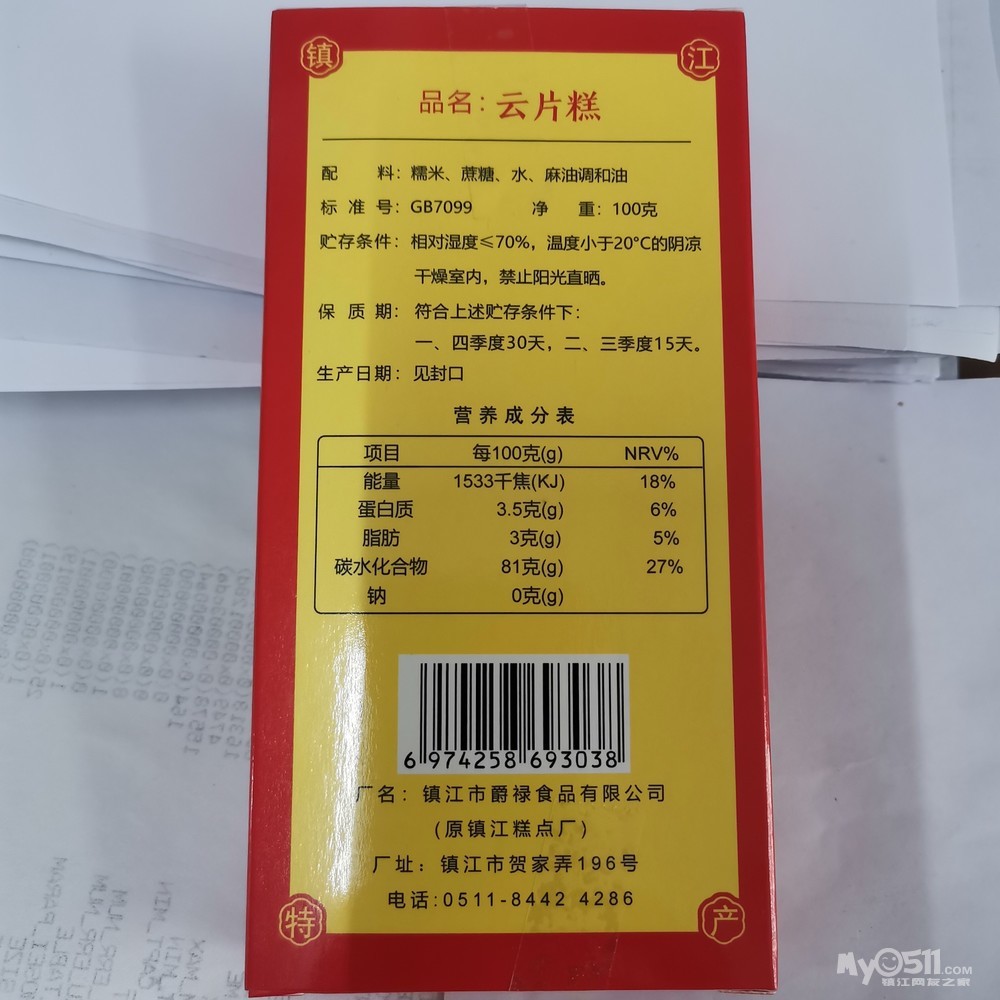 镇 江
品名：云片糕
配 料：糯米、蔗糖、水、麻油调和油
标 准 号：GB7099 净 重：100克
贮存条件：相对湿度≤70%，温度小于20°C的阴凉
干燥室内，禁止阳光直晒。
保 质 期：符合上述贮存条件下：
一、四季度30天，二、三季度15天。
生产日期：见封口
营养成分表
项目 每100克(g) NRV%
能量 1533千焦(KJ) 18%
蛋白质 3.5克(g) 6%
脂肪 3克(g) 5%
碳水化合物 81克(g) 27%
钠 0克(g)
6 974258 693038
厂名：镇江市爵禄食品有限公司
(原镇江糕点厂)
厂址：镇江市贺家弄196号
电话:0511-8442 4286
特 产
My0511.COM
镇江网友之家